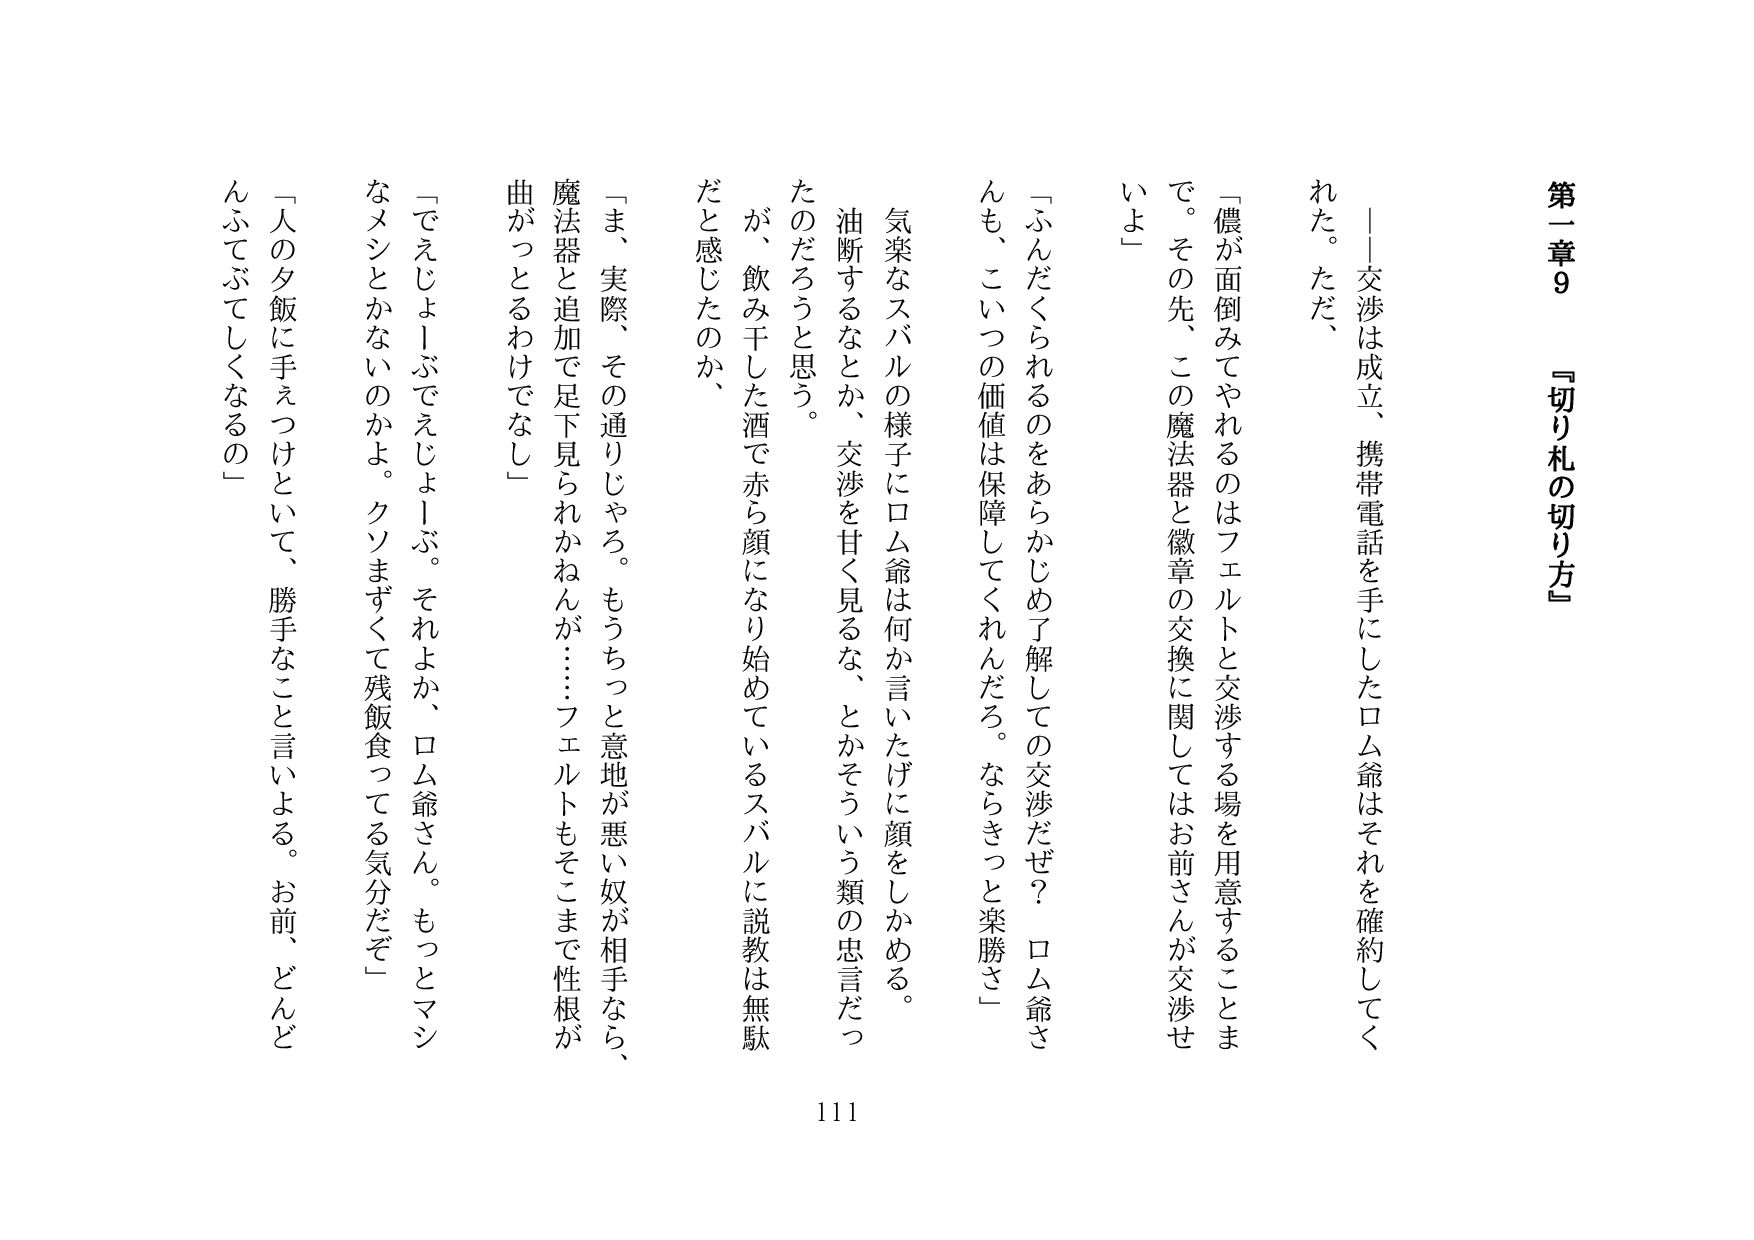 第一章9　　『切り札の切り方』
――交渉は成立、携帯電話を手にしたロム爺はそれを確約してく
れた。ただ、
「儂が面倒みてやれるのはフェルトと交渉する場を用意することま
で。その先、この魔法器と徽章の交換に関してはお前さんが交渉せ
いよ」
「ふんだくられるのをあらかじめ了解しての交渉だぜ？　ロム爺さ
んも、こいつの価値は保障してくれんだろ。ならきっと楽勝さ」
気楽なスバルの様子にロム爺は何か言いたげに顔をしかめる。
油断するなとか、交渉を甘く見るな、とかそういう類の忠言だっ
たのだろうと思う。
が、飲み干した酒で赤ら顔になり始めているスバルに説教は無駄
だと感じたのか、
「ま、実際、その通りじゃろ。もうちっと意地が悪い奴が相手なら、
魔法器と追加で足下見られかねんが……フェルトもそこまで性根が
曲がっとるわけでなし」
「でえじょーぶでえじょーぶ。それよか、ロム爺さん。もっとマシ
なメシとかないのかよ。クソまずくて残飯食ってる気分だぞ」
「人の夕飯に手ぇつけといて、勝手なこと言いよる。お前、どんど
んふてぶてしくなるの」
111